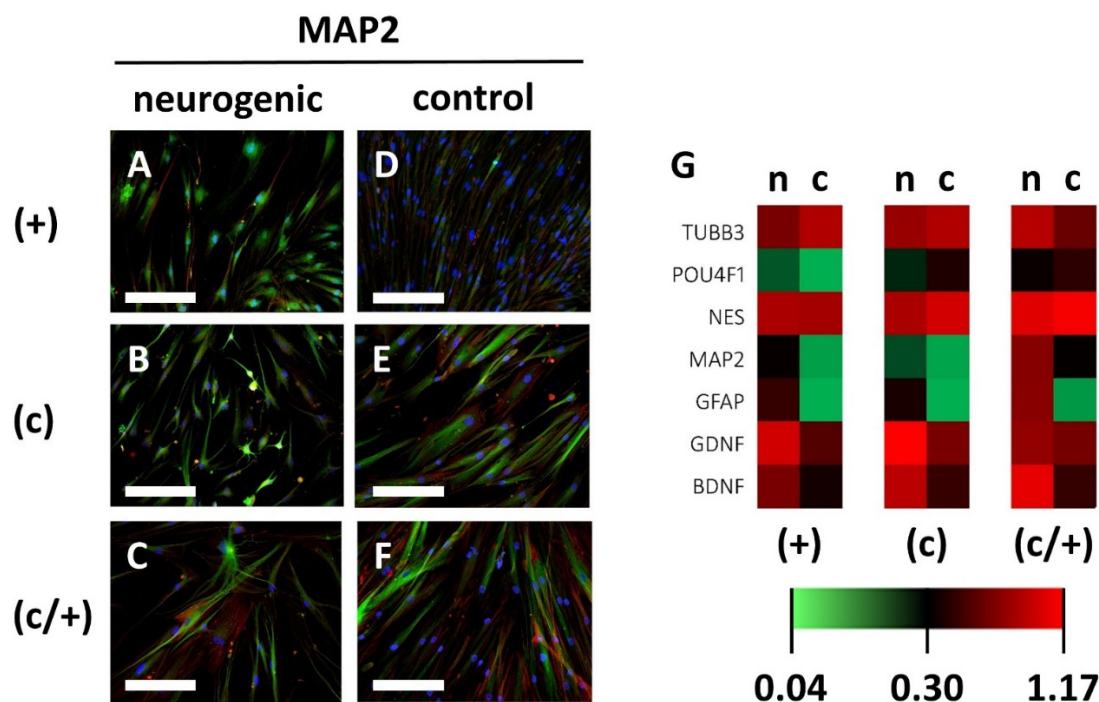 MAP2
neurogenic control
(+)
A
D
(c)
B
E
(c/+)
C
F
G
n c n c n c
TUBB3
POU4F1
NES
MAP2
GFAP
GDNF
BDNF
(+) (c) (c/+)
0.04 0.30 1.17